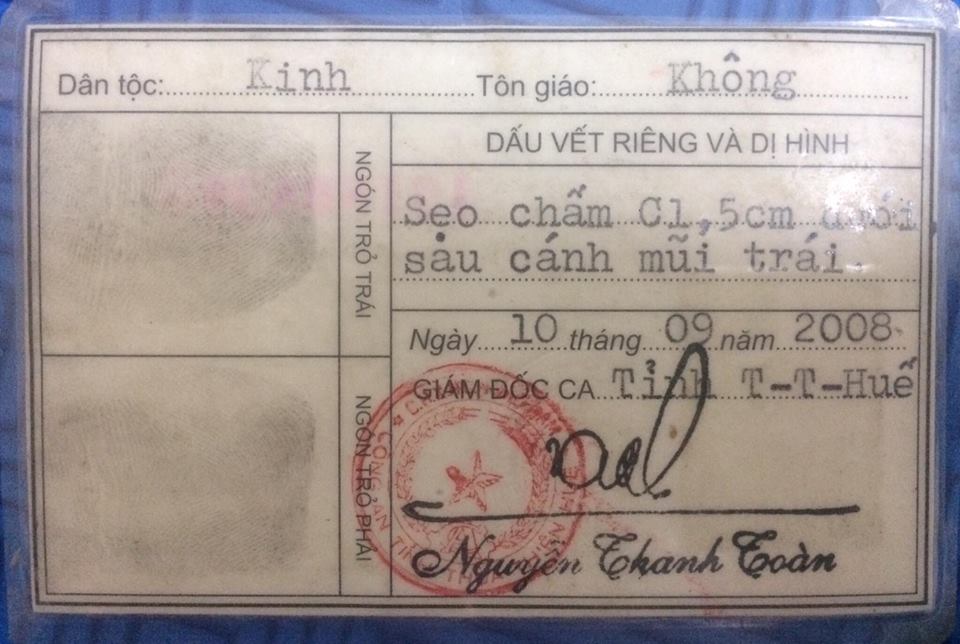 Dân tộc: Kinh Tôn giáo: Không
DẤU VẾT RIÊNG VÀ DỊ HÌNH
NGÓN TRỎ TRÁI
Sẹo chấm C1,5cm dưới
sau cánh mũi trái.
Ngày 10 tháng 09 năm 2008
GIÁM ĐỐC CA Tỉnh T-T-Huế
NGÓN TRỎ PHẢI
CÔNG AN
Nguyễn Thanh Toàn